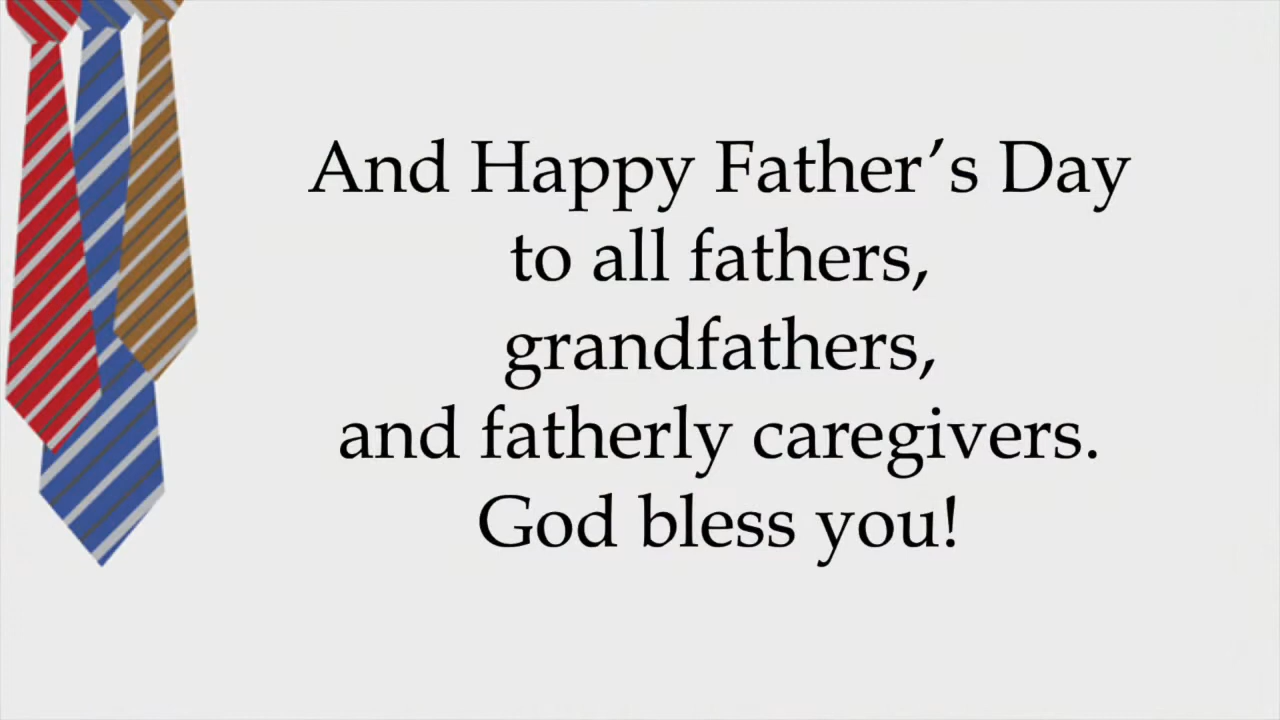 And Happy Father’s Day
to all fathers,
grandfathers,
and fatherly caregivers.
God bless you!